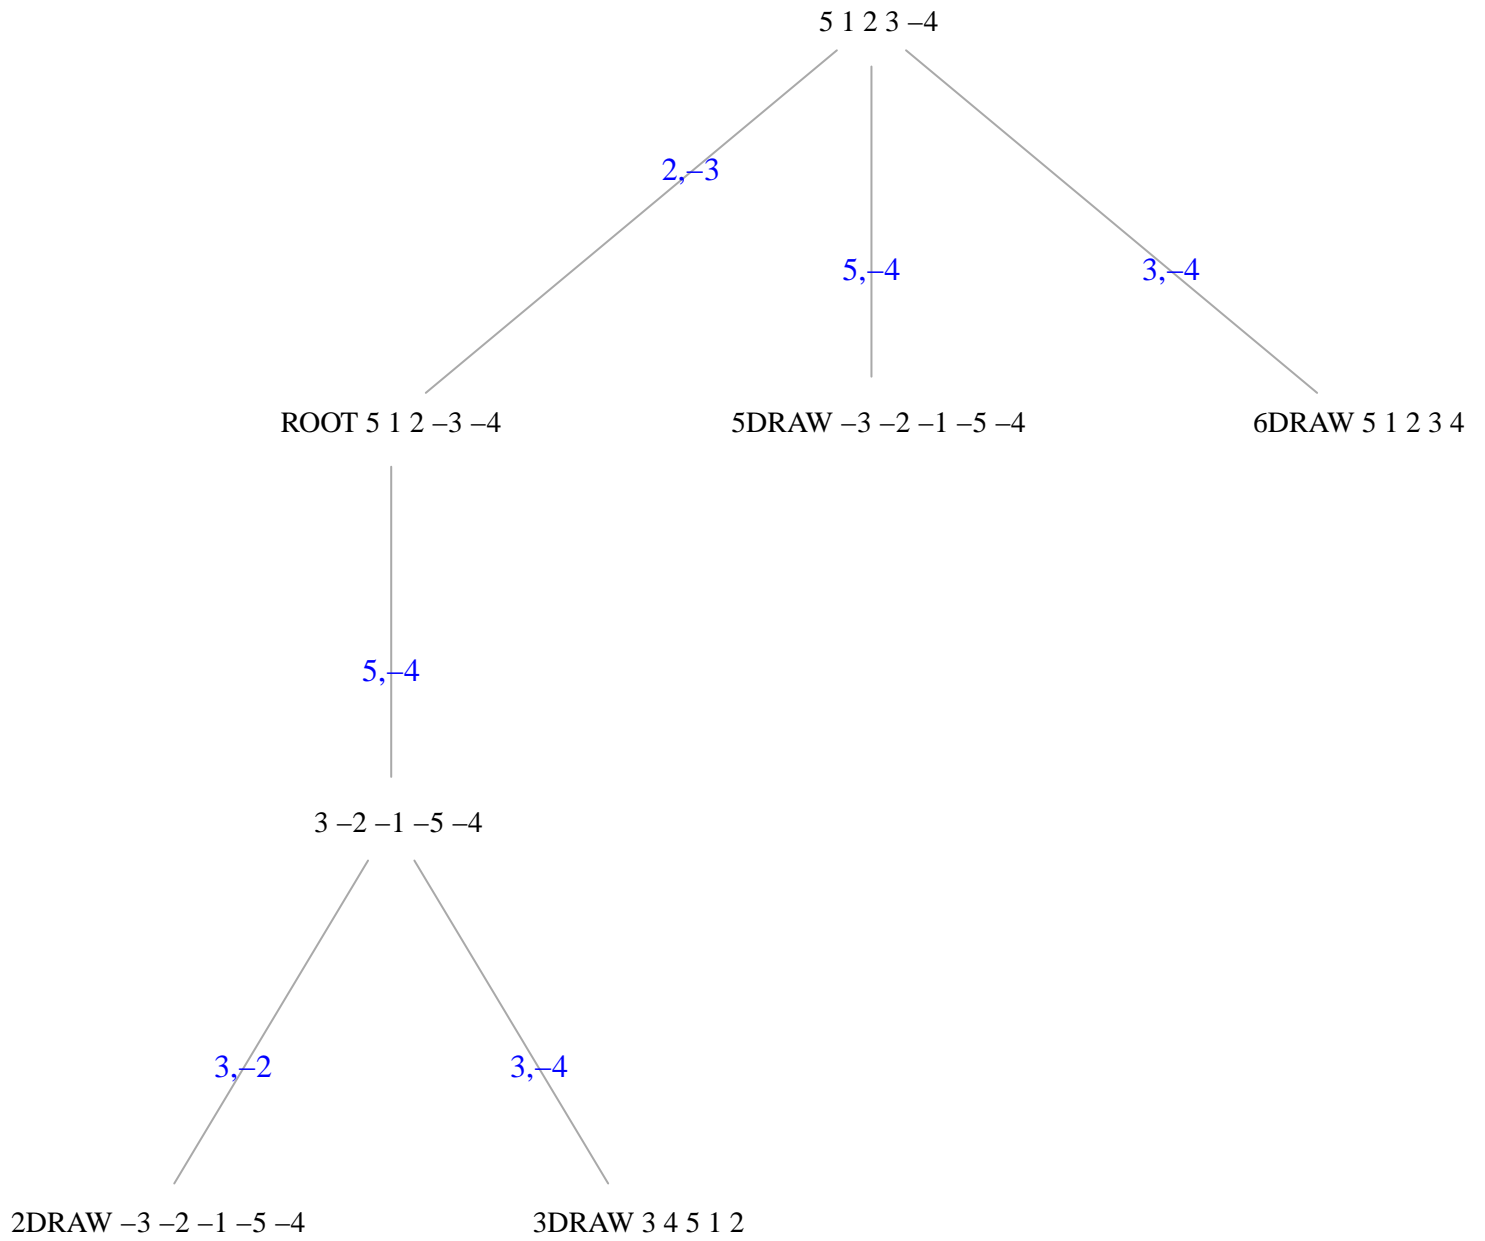 5 1 2 3 –4
2,–3
5,–4
3,–4
ROOT 5 1 2 –3 –4
5DRAW –3 –2 –1 –5 –4
6DRAW 5 1 2 3 4
5,–4
3 –2 –1 –5 –4
3,–2
3,–4
2DRAW –3 –2 –1 –5 –4
3DRAW 3 4 5 1 2